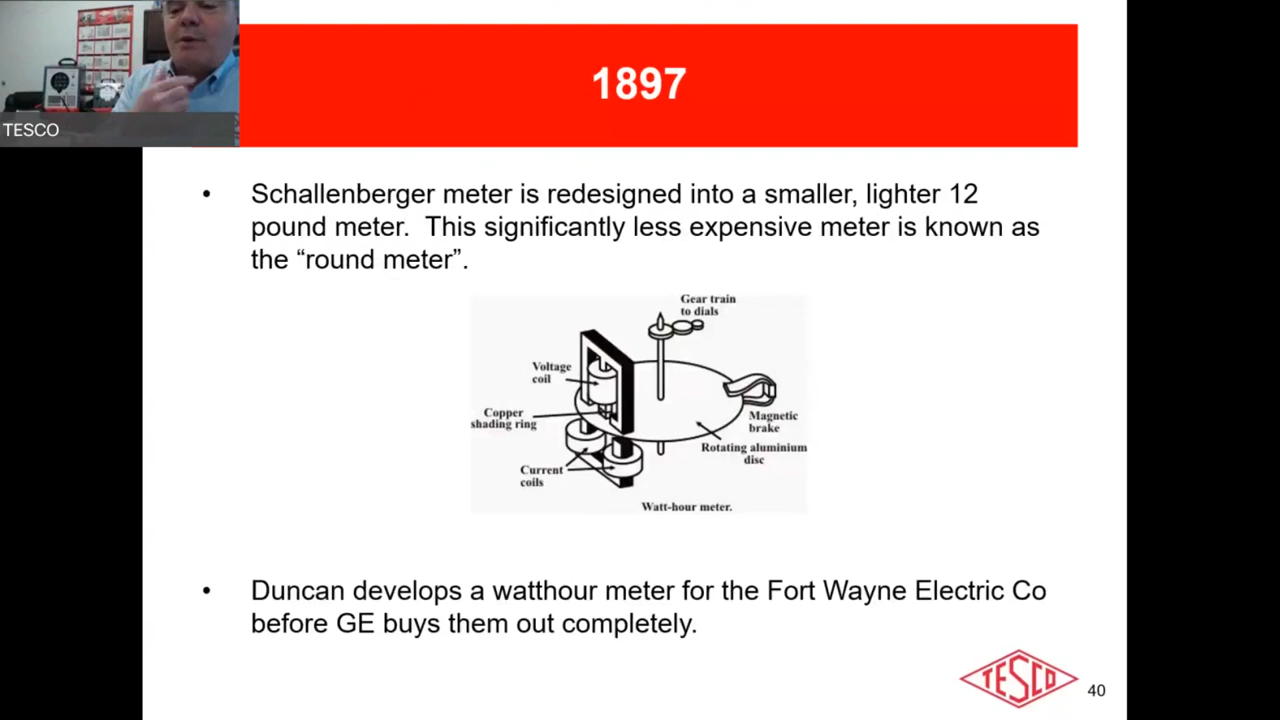 1897
TESCO
• Schallenberger meter is redesigned into a smaller, lighter 12
pound meter.  This significantly less expensive meter is known as
the “round meter”.
Gear train
to dials
Voltage
coil
Copper
shading ring
Magnetic
brake
Rotating aluminium
disc
Current
coils
Watt-hour meter.
• Duncan develops a watthour meter for the Fort Wayne Electric Co
before GE buys them out completely.
TESCO
40